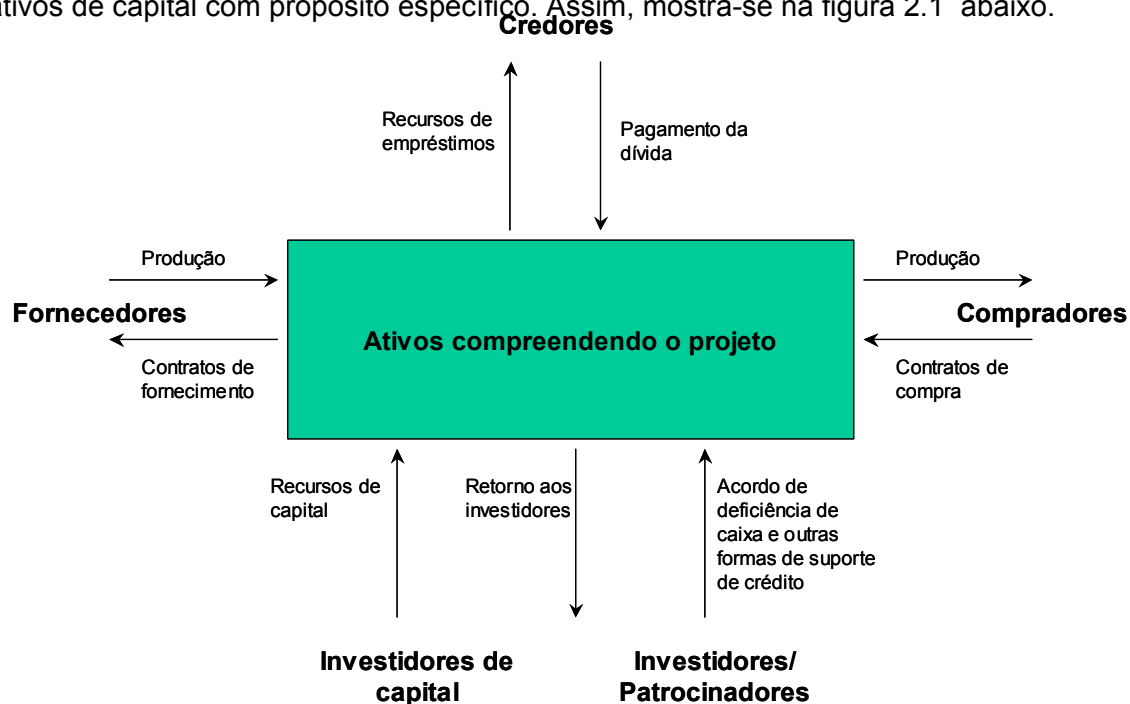 ativos de capital com propósito específico. Assim, mostra-se na figura 2.1 abaixo.
Credores
Recursos de
empréstimos
Pagamento da
dívida
Produção
Produção
Fornecedores
Compradores
Ativos compreendendo o projeto
Contratos de
fornecimento
Contratos de
compra
Recursos de
capital
Retorno aos
investidores
Acordo de
deficiência de
caixa e outras
formas de suporte
de crédito
Investidores de
capital
Investidores/
Patrocinadores